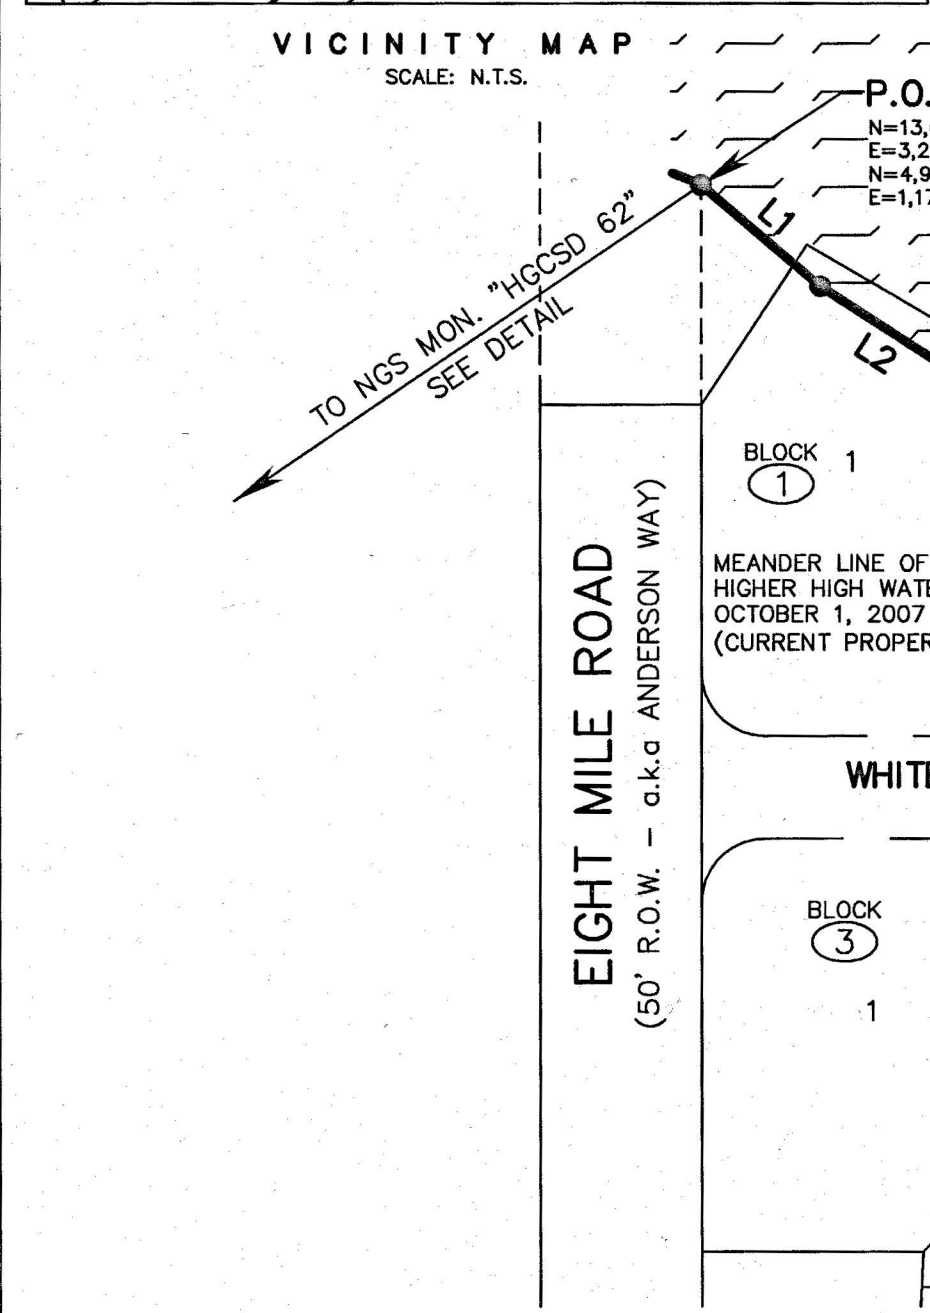 VICINITY MAP
SCALE: N.T.S.
P.O.
N=13,
E=3,2
N=4,9
E=1,17
L1
L2
TO NGS MON. "HGCSD 62"
SEE DETAIL
BLOCK
1
1
MEANDER LINE OF
HIGHER HIGH WATE
OCTOBER 1, 2007
(CURRENT PROPER
EIGHT MILE ROAD
(50' R.O.W. - a.k.a ANDERSON WAY)
WHITE
BLOCK
3
1